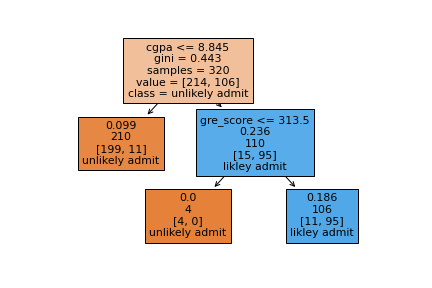 cgpa <= 8.845
gini = 0.443
samples = 320
value = [214, 106]
class = unlikely admit
0.099
210
[199, 11]
unlikely admit
gre_score <= 313.5
0.236
110
[15, 95]
likley admit
0.0
4
[4, 0]
unlikely admit
0.186
106
[11, 95]
likley admit